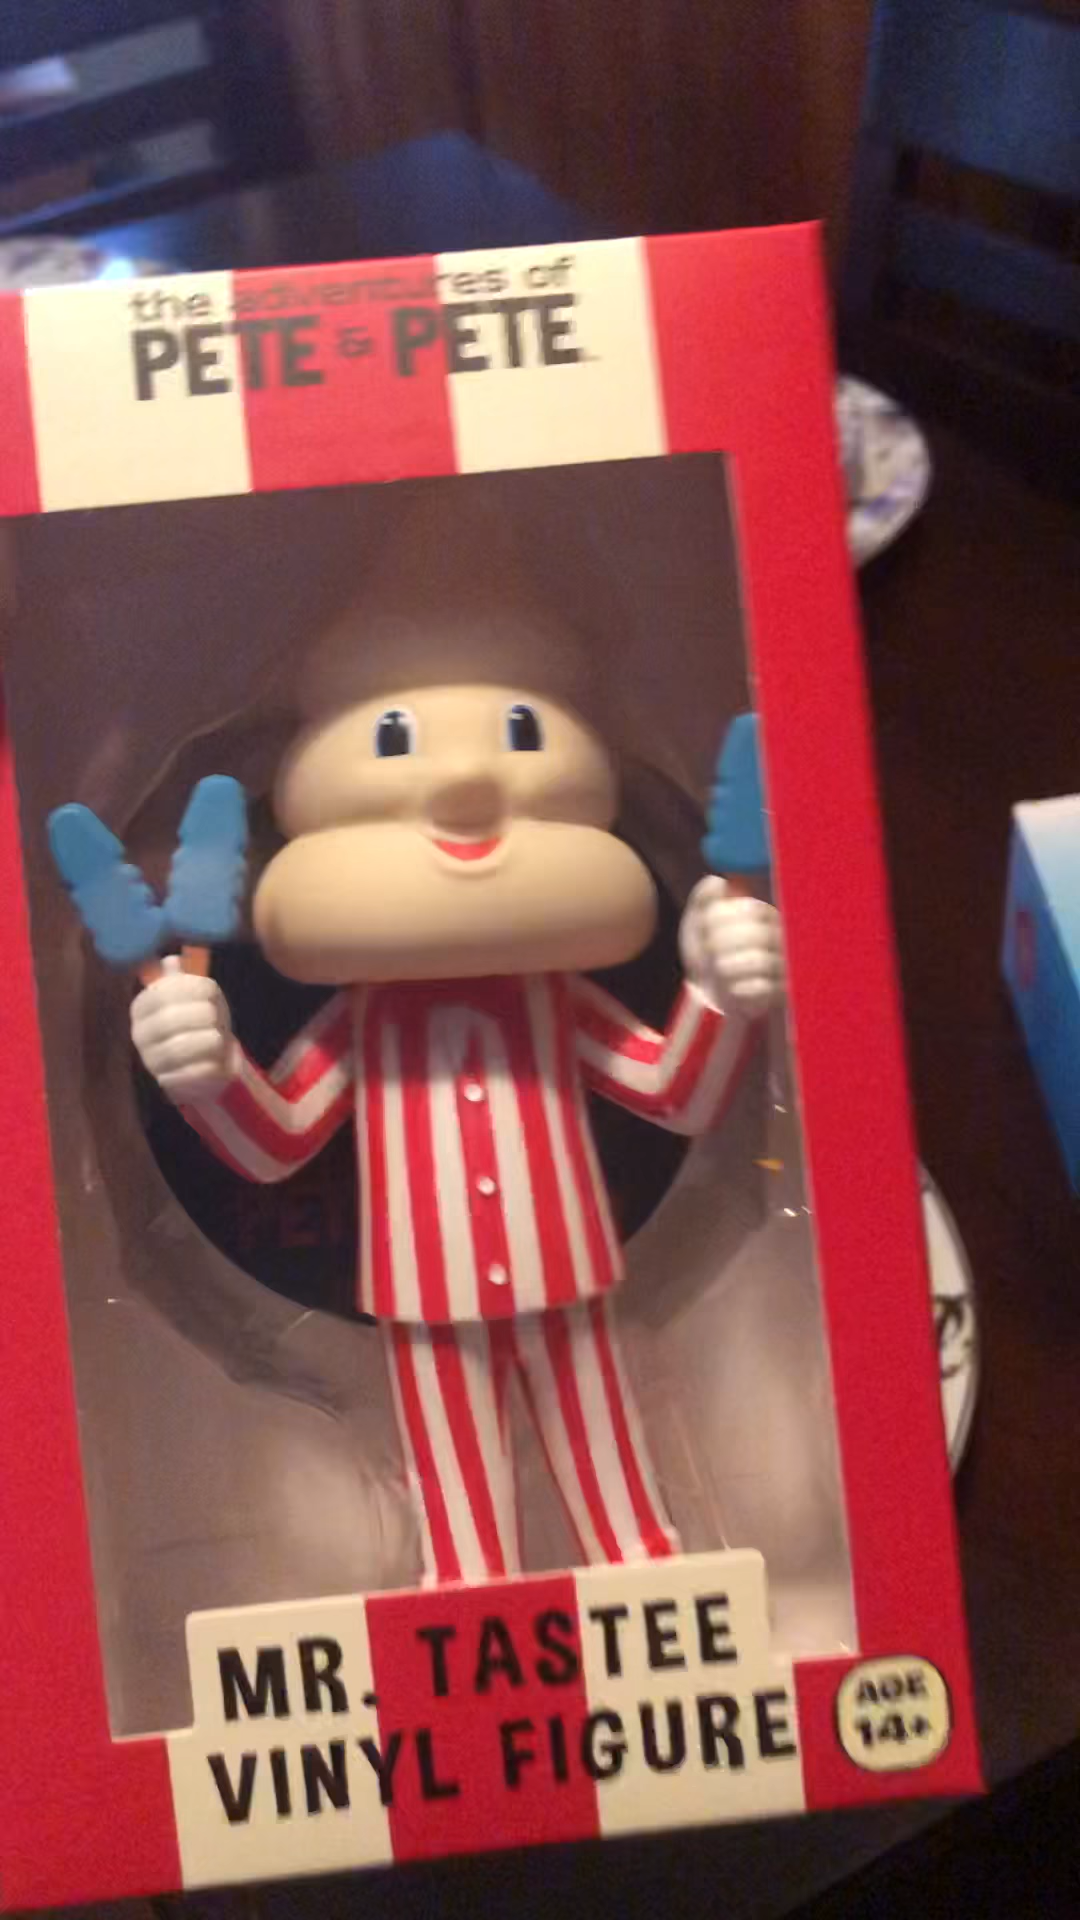 the adventures of
PETE & PETE
MR. TASTEE
VINYL FIGURE
AGE
14+